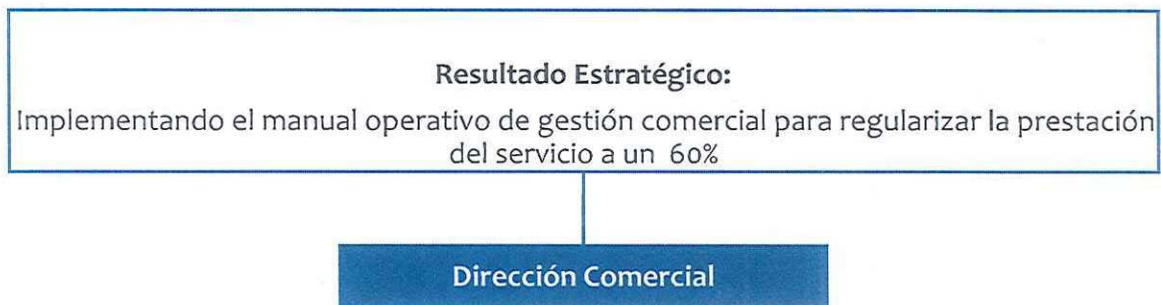 Resultado Estratégico:
Implementando el manual operativo de gestión comercial para regularizar la prestación
del servicio a un 60%
Dirección Comercial